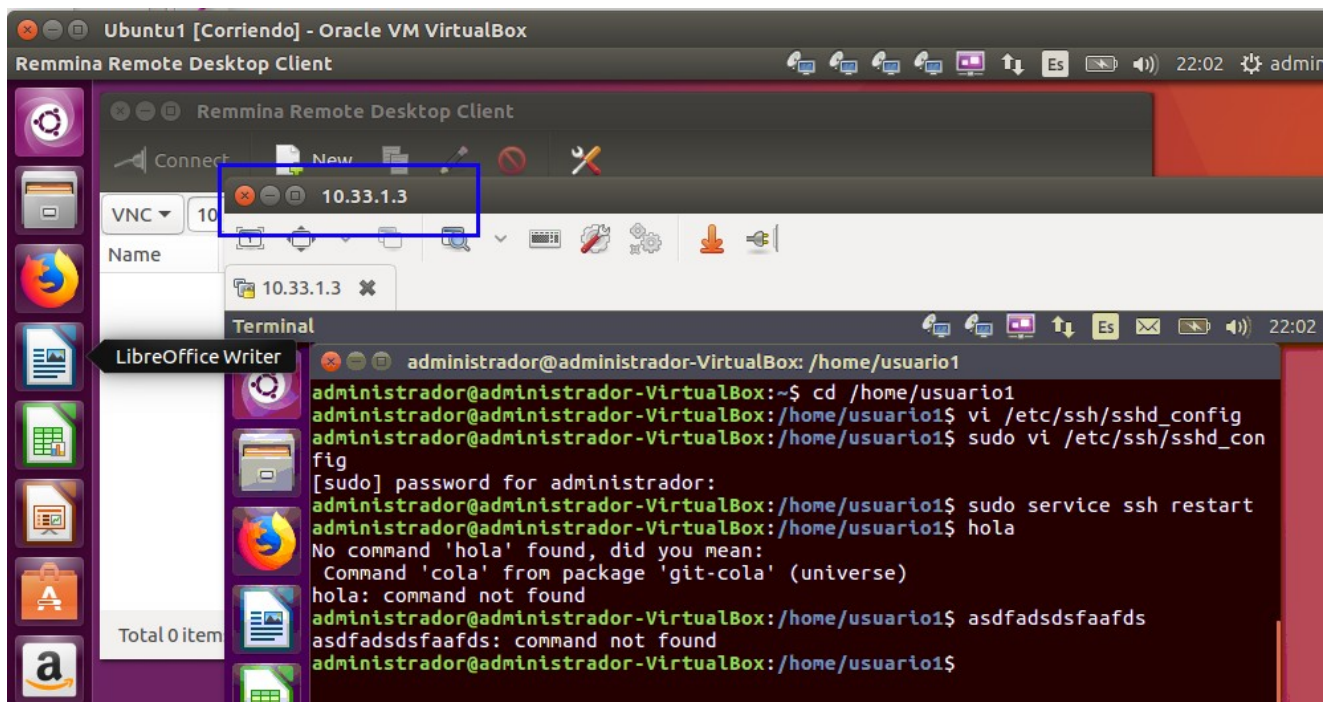 Ubuntu1 [Corriendo] - Oracle VM VirtualBox
Remmina Remote Desktop Client
Es
22:02
admin
Remmina Remote Desktop Client
Connect
New
10.33.1.3
VNC
10
Name
10.33.1.3
Terminal
Es
22:02
LibreOffice Writer
administrador@administrador-VirtualBox: /home/usuario1
administrador@administrador-VirtualBox:~$ cd /home/usuario1
administrador@administrador-VirtualBox:/home/usuario1$ vi /etc/ssh/sshd_config
administrador@administrador-VirtualBox:/home/usuario1$ sudo vi /etc/ssh/sshd_con
fig
[sudo] password for administrador:
administrador@administrador-VirtualBox:/home/usuario1$ sudo service ssh restart
administrador@administrador-VirtualBox:/home/usuario1$ hola
No command 'hola' found, did you mean:
 Command 'cola' from package 'git-cola' (universe)
hola: command not found
administrador@administrador-VirtualBox:/home/usuario1$ asdfadsdsfaafds
asdfadsdsfaafds: command not found
administrador@administrador-VirtualBox:/home/usuario1$
Total 0 item